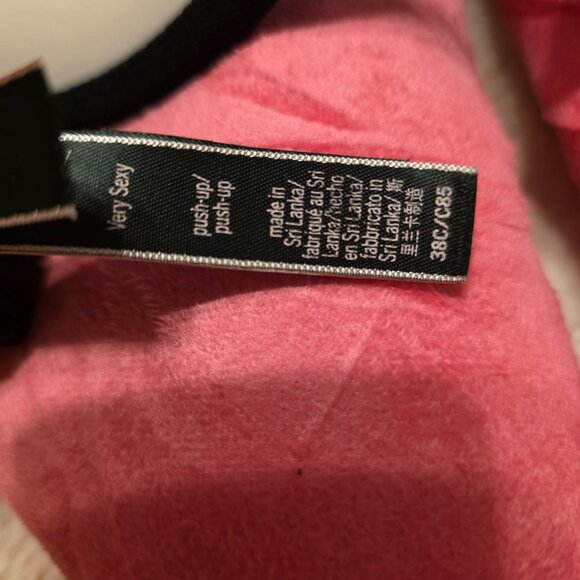 Very Sexy
push-up/
push-up
made in
Sri Lanka/
fabriqué au Sri
Lanka/hecho
en Sri Lanka/
fabbricato in
Sri Lanka/ 斯
里兰卡制造
38C/C85